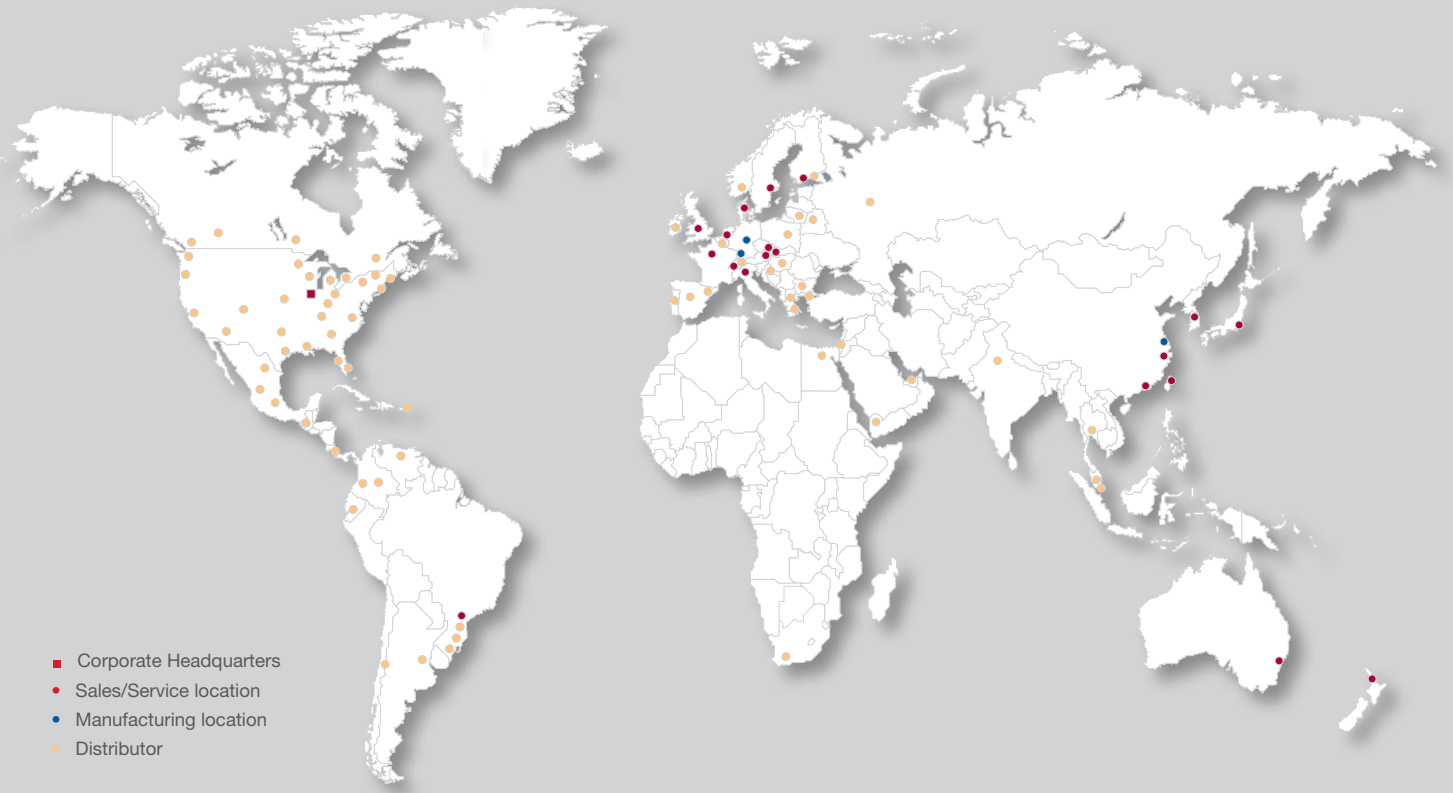 Corporate Headquarters
Sales/Service location
Manufacturing location
Distributor